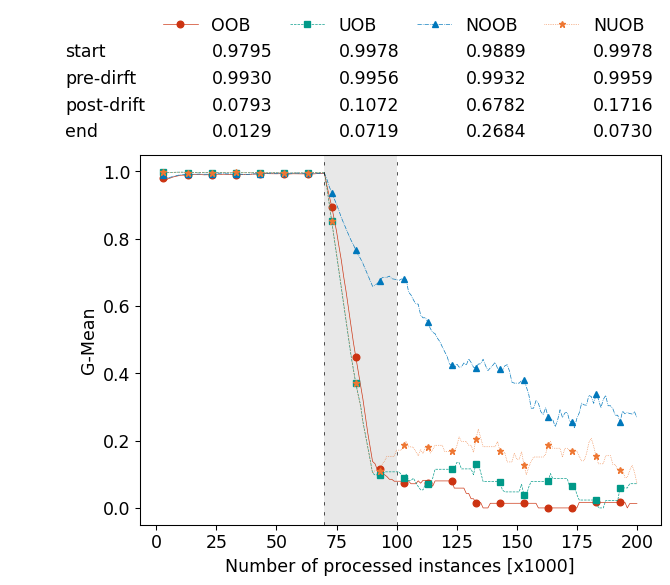 OOB UOB NOOB NUOB
start 0.9795 0.9978 0.9889 0.9978
pre-dirft 0.9930 0.9956 0.9932 0.9959
post-drift 0.0793 0.1072 0.6782 0.1716
end 0.0129 0.0719 0.2684 0.0730
1.0
0.8
0.6
0.4
0.2
0.0
G-Mean
0 25 50 75 100 125 150 175 200
Number of processed instances [x1000]